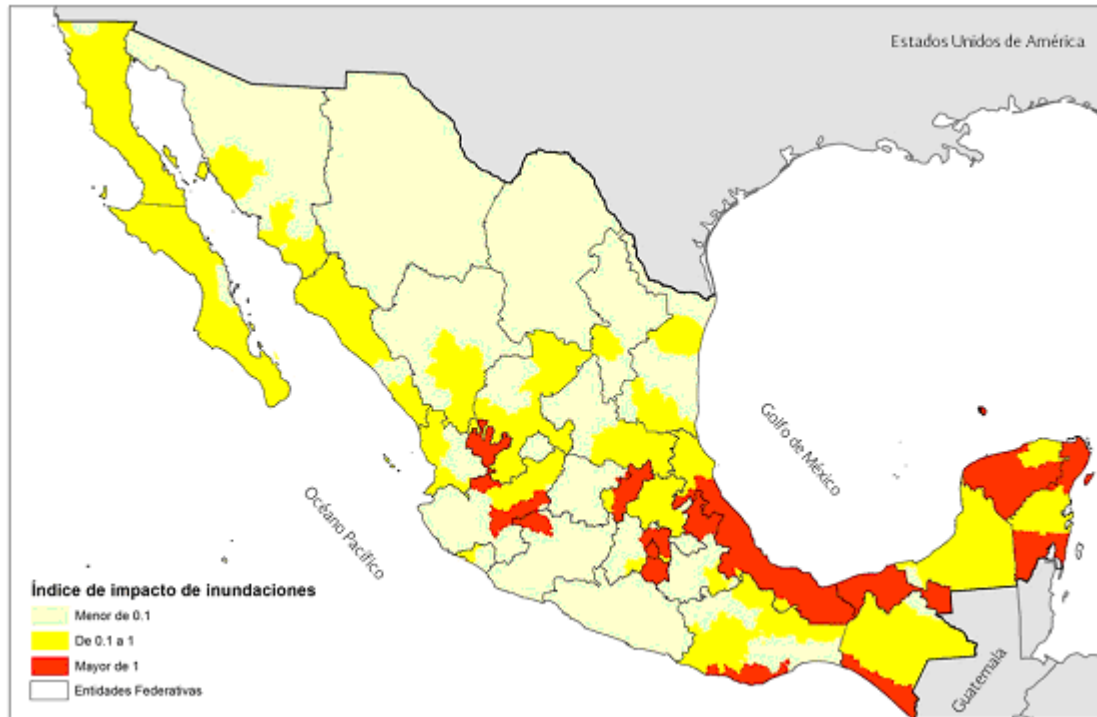 Estados Unidos de América
Golfo de México
Océano Pacífico
Guatemala
Índice de impacto de inundaciones
Menor de 0.1
De 0.1 a 1
Mayor de 1
Entidades Federativas